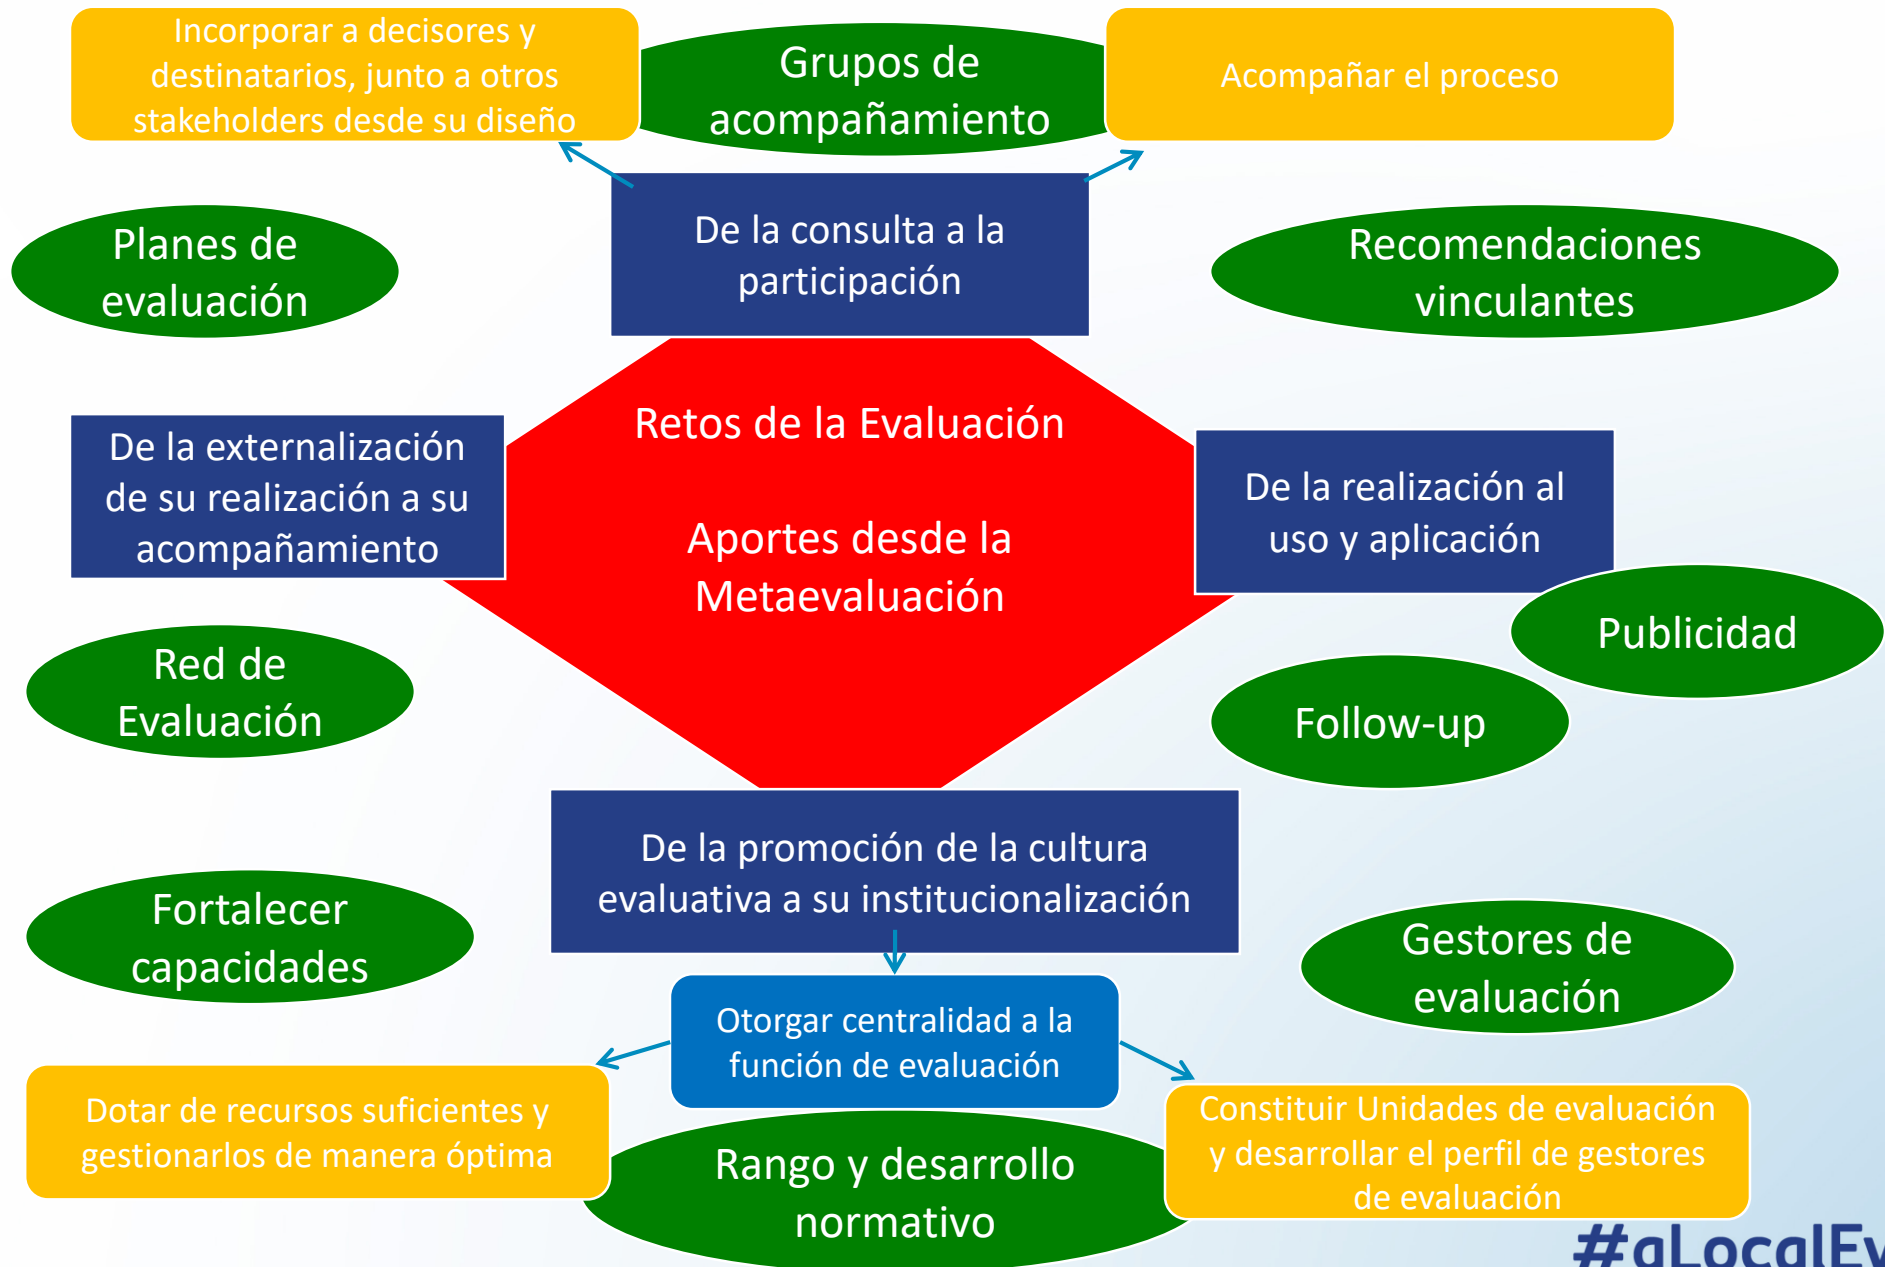 Incorporar a decisores y
destinatarios, junto a otros
stakeholders desde su diseño
Grupos de
acompañamiento
Acompañar el proceso
De la consulta a la
participación
Planes de
evaluación
Recomendaciones
vinculantes
Retos de la Evaluación
Aportes desde la
Metaevaluación
De la externalización
de su realización a su
acompañamiento
De la realización al
uso y aplicación
Publicidad
Red de
Evaluación
Follow-up
De la promoción de la cultura
evaluativa a su institucionalización
Fortalecer
capacidades
Gestores de
evaluación
Otorgar centralidad a la
función de evaluación
Dotar de recursos suficientes y
gestionarlos de manera óptima
Constituir Unidades de evaluación
y desarrollar el perfil de gestores
de evaluación
Rango y desarrollo
normativo